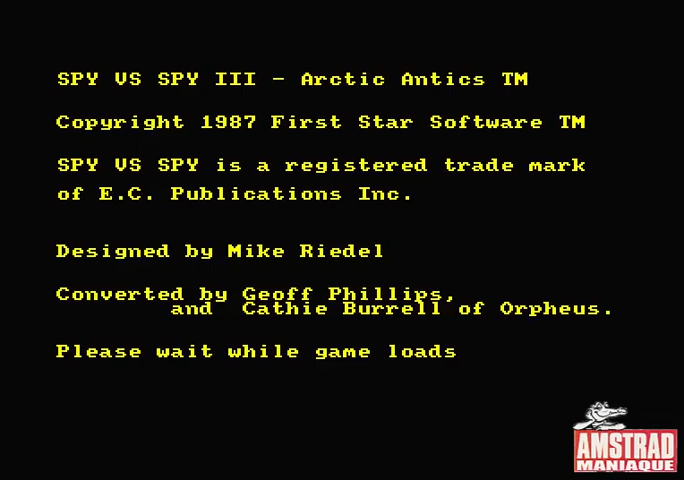 SPY VS SPY III - Arctic Antics TM
Copyright 1987 First Star Software TM
SPY VS SPY is a registered trade mark
of E.C. Publications Inc.
Designed by Mike Riedel
Converted by Geoff Phillips,
and Cathie Burrell of Orpheus.
Please wait while game loads
AMSTRAD
MANIAQUE